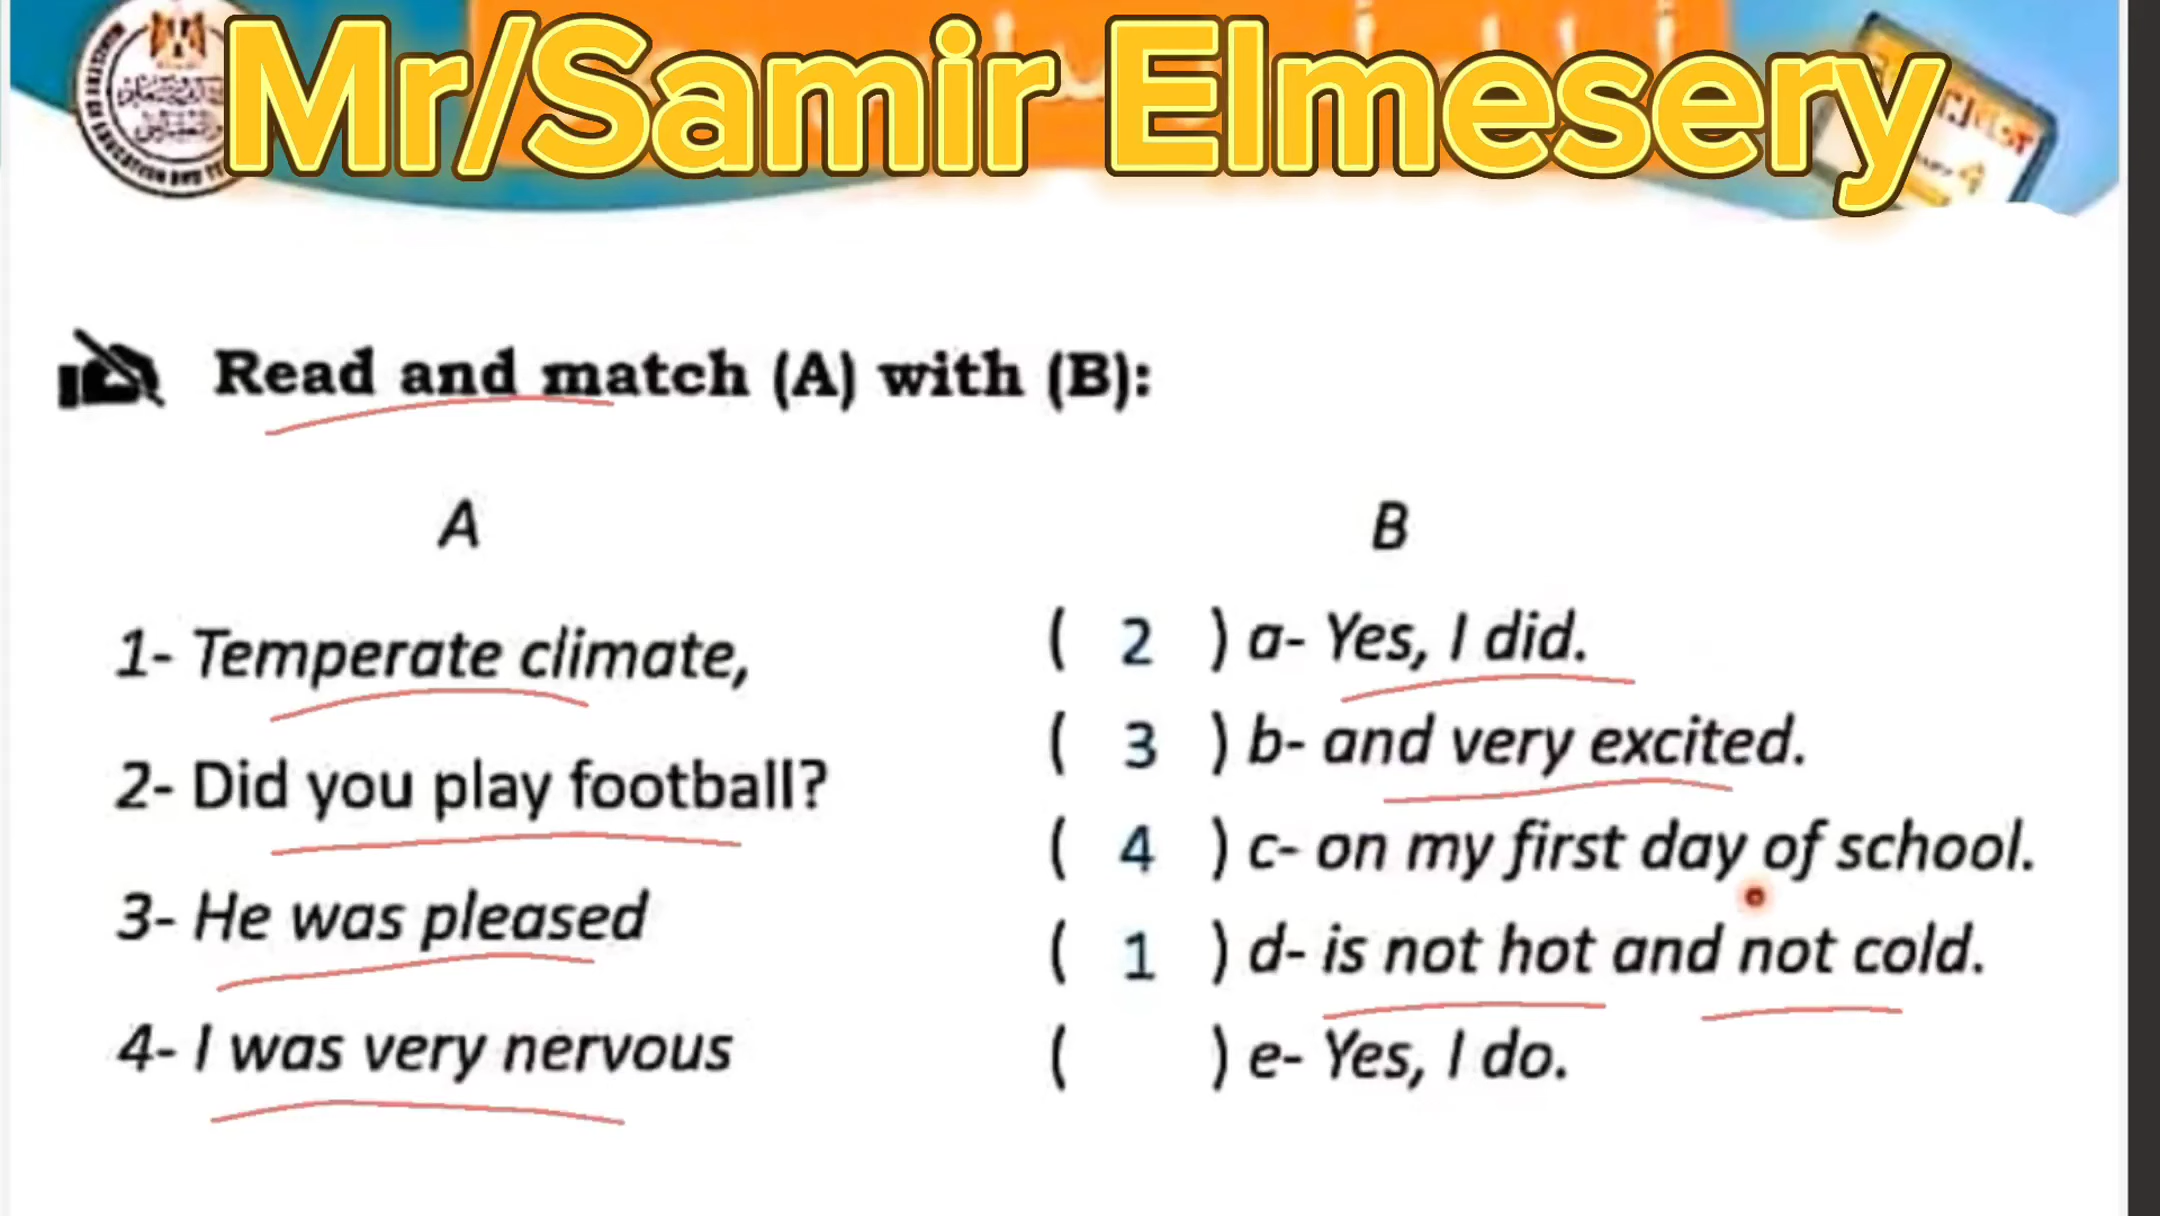 Mr/Samir Elmesery
Read and match (A) with (B):
A B
1- Temperate climate, ( 2 ) a- Yes, I did.
2- Did you play football? ( 3 ) b- and very excited.
3- He was pleased ( 4 ) c- on my first day of school.
4- I was very nervous ( 1 ) d- is not hot and not cold.
( ) e- Yes, I do.